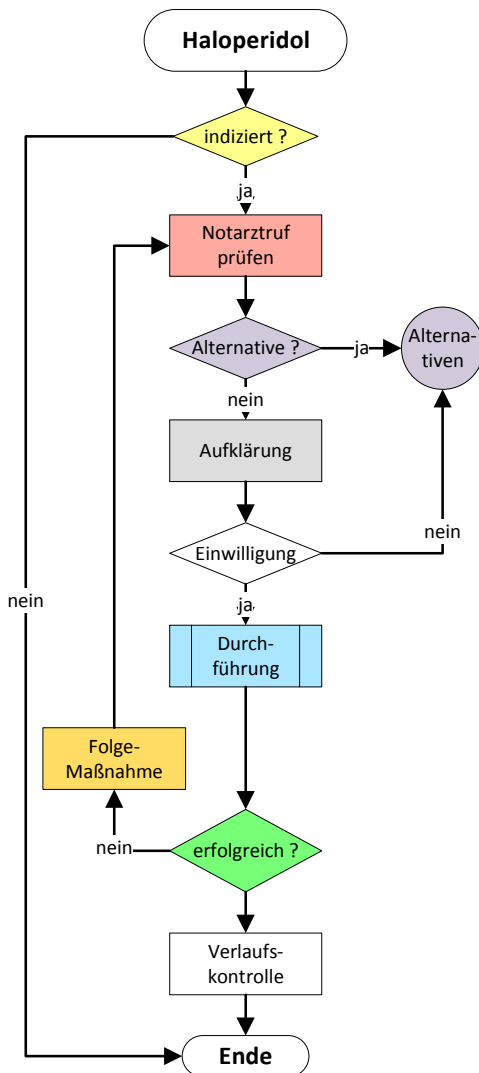 Haloperidol
indiziert ?
ja
Notarztruf
prüfen
Alternative ?
ja
Alterna-
tiven
nein
Aufklärung
Einwilligung
nein
ja
nein
Durch-
führung
Folge-
Maßnahme
erfolgreich ?
nein
Verlaufs-
kontrolle
Ende